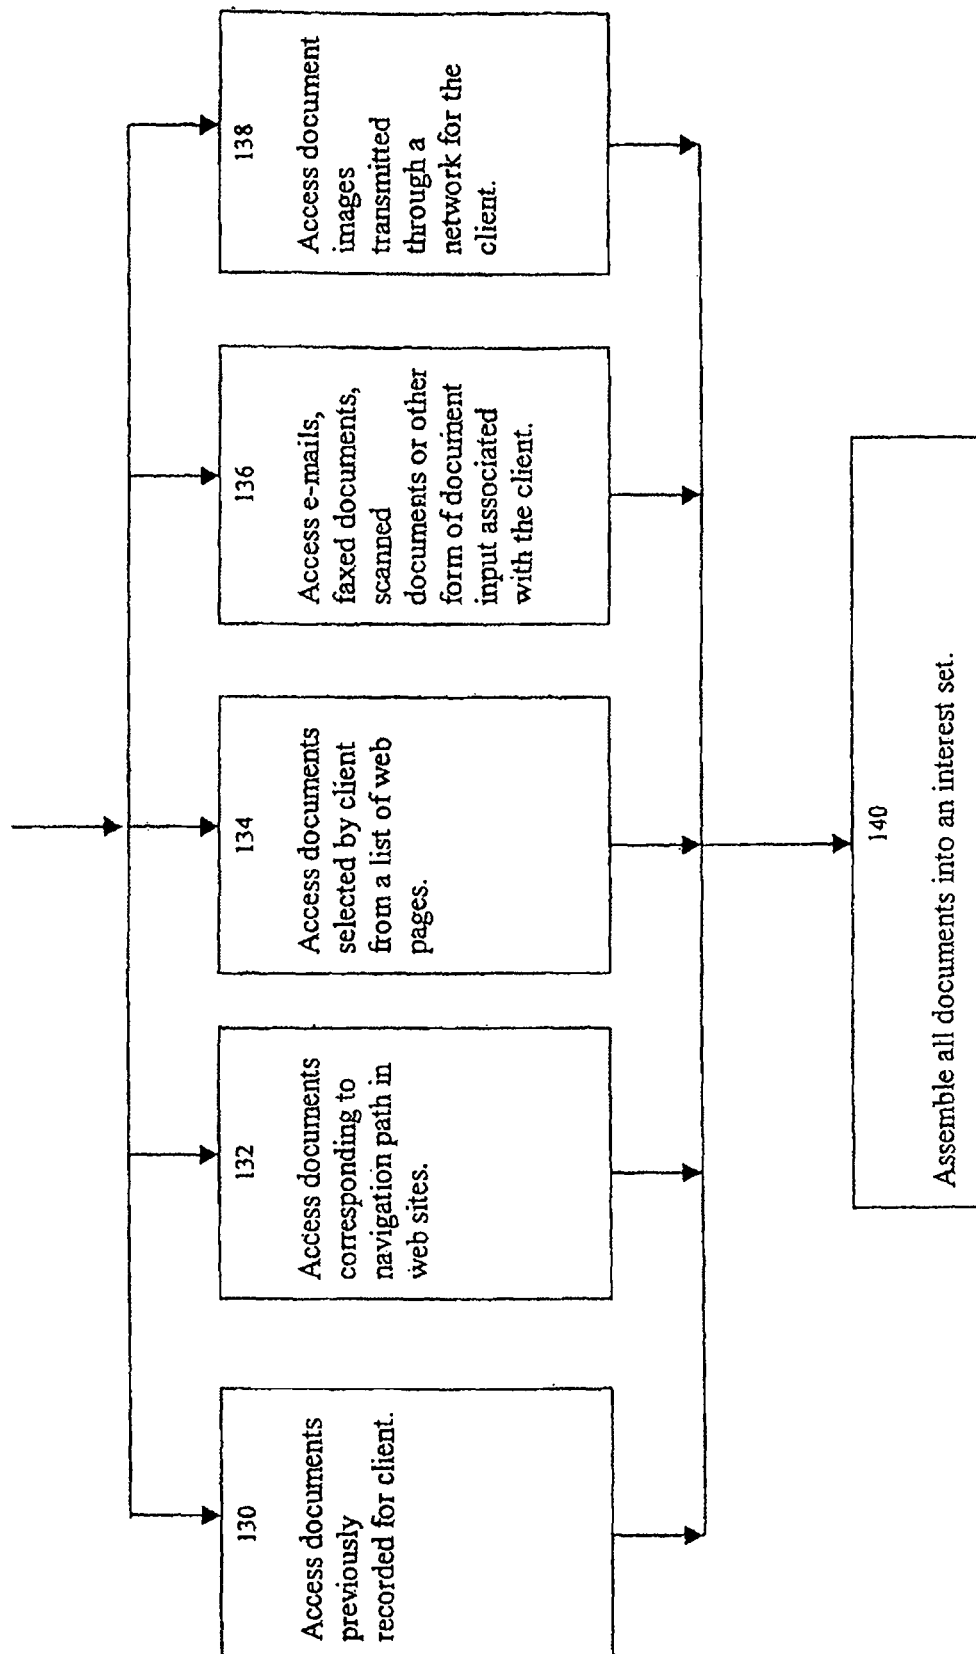 130
Access documents
previously
recorded for client.
132
Access documents
corresponding to
navigation path in
web sites.
134
Access documents
selected by client
from a list of web
pages.
136
Access e-mails,
faxed documents,
scanned
documents or other
form of document
input associated
with the client.
138
Access document
images
transmitted
through a
network for the
client.
140
Assemble all documents into an interest set.